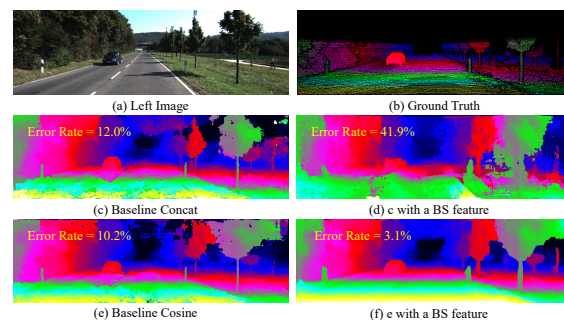 (a) Left Image
(b) Ground Truth
Error Rate = 12.0%
Error Rate = 41.9%
(c) Baseline Concat
(d) c with a BS feature
Error Rate = 10.2%
Error Rate = 3.1%
(e) Baseline Cosine
(f) e with a BS feature